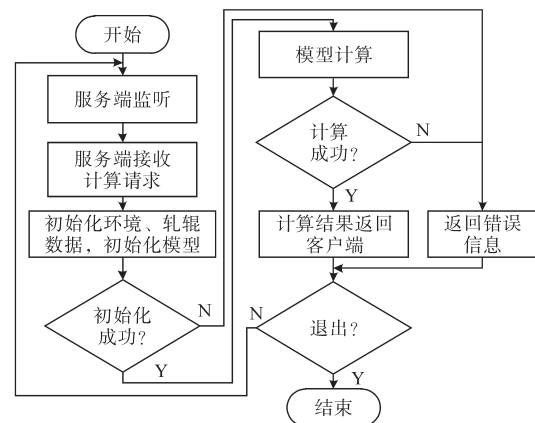 开始
服务端监听
服务端接收
计算请求
初始化环境、轧辊
数据，初始化模型
初始化
成功?
N
Y
模型计算
计算
成功?
N
Y
计算结果返回
客户端
返回错误
信息
退出?
N
Y
结束